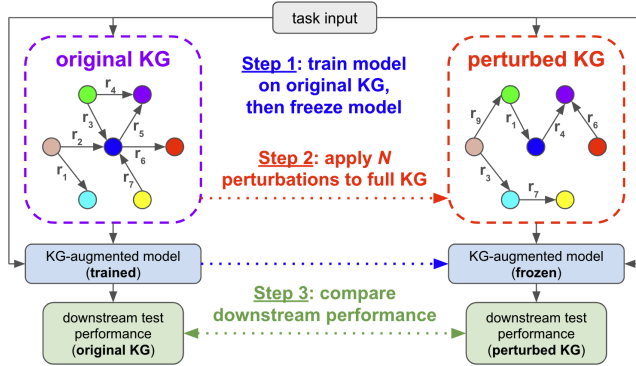 task input
original KG
r4
r3
r5
r2
r6
r1
r7
Step 1: train model
on original KG,
then freeze model
Step 2: apply N
perturbations to full KG
perturbed KG
r9
r1
r4
r6
r3
r7
KG-augmented model
(trained)
KG-augmented model
(frozen)
Step 3: compare
downstream performance
downstream test
performance
(original KG)
downstream test
performance
(perturbed KG)